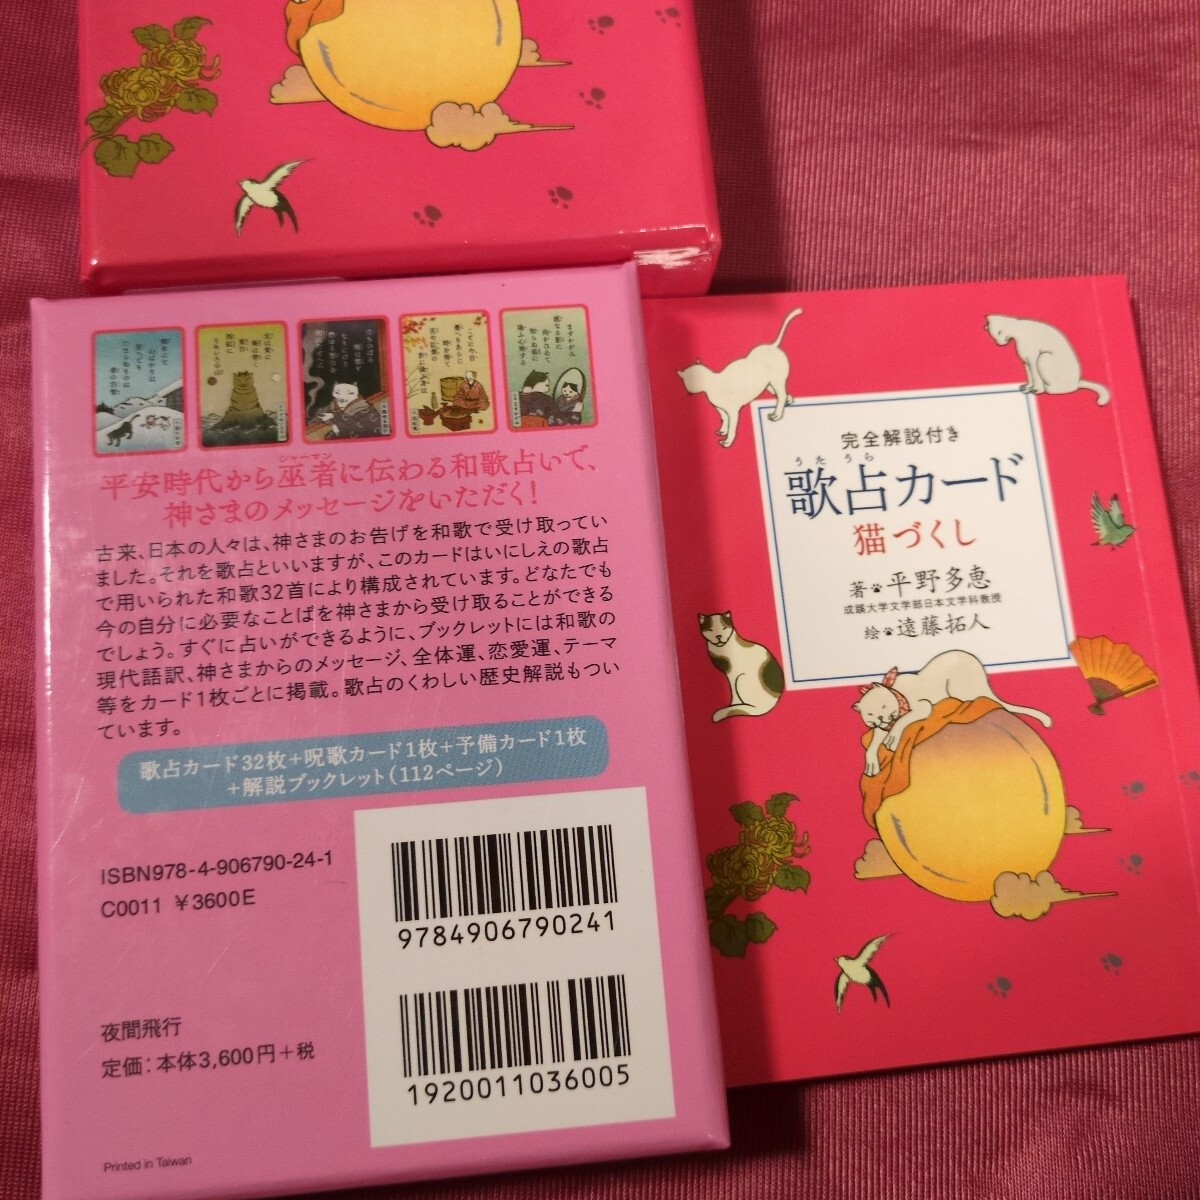 シャーマン
平安時代から巫者に伝わる和歌占いで、
神さまのメッセージをいただく!
古来、日本の人々は、神さまのお告げを和歌で受け取ってい
ました。それを歌占といいますが、このカードはいにしえの歌占
で用いられた和歌32首により構成されています。どなたでも
今の自分に必要なことばを神さまから受け取ることができる
でしょう。すぐに占いができるように、ブックレットには和歌の
現代語訳、神さまからのメッセージ、全体運、恋愛運、テーマ
等をカード1枚ごとに掲載。歌占のくわしい歴史解説もつい
ています。
歌占カード32枚+呪歌カード1枚+予備カード1枚
+解説ブックレット(112ページ)
ISBN978-4-906790-24-1
C0011 ¥3600E
9784906790241
1920011036005
夜間飛行
定価:本体3,600円+税
Printed in Taiwan
完全解説付き
うたうら
歌占カード
猫づくし
著 平野多恵
成蹊大学文学部日本文学科教授
絵 遠藤拓人